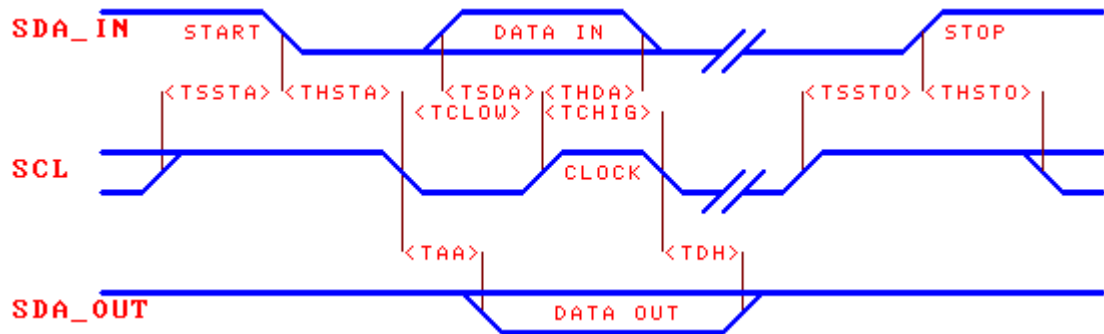 SDA_IN START DATA IN STOP
<TSSTA> <THSTA> <TSDA> <THDA> <TSSTO> <THSTO>
<TCLOW> <TCHIG>
SCL CLOCK
<TAA> <TDH>
SDA_OUT DATA OUT